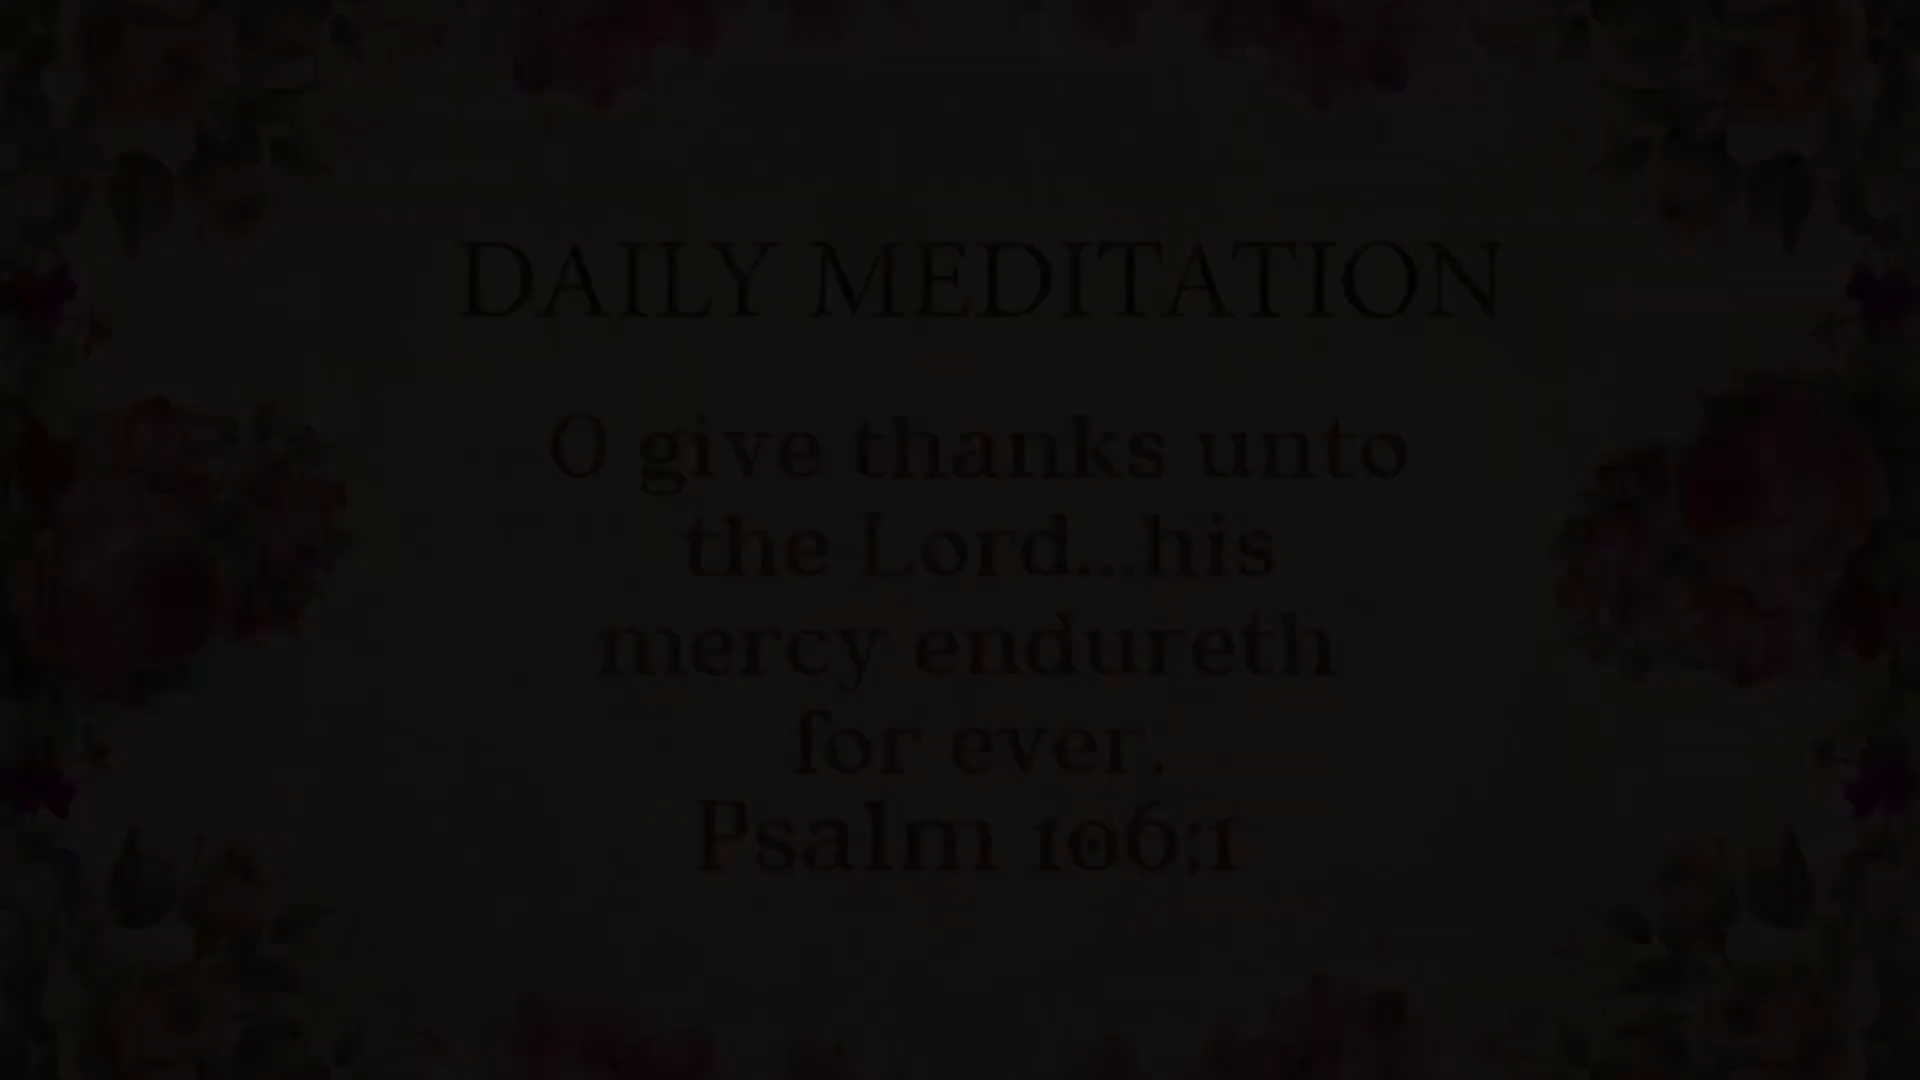 DAILY MEDITATION
O give thanks unto
the Lord...his
mercy endureth
for ever.
Psalm 106:1